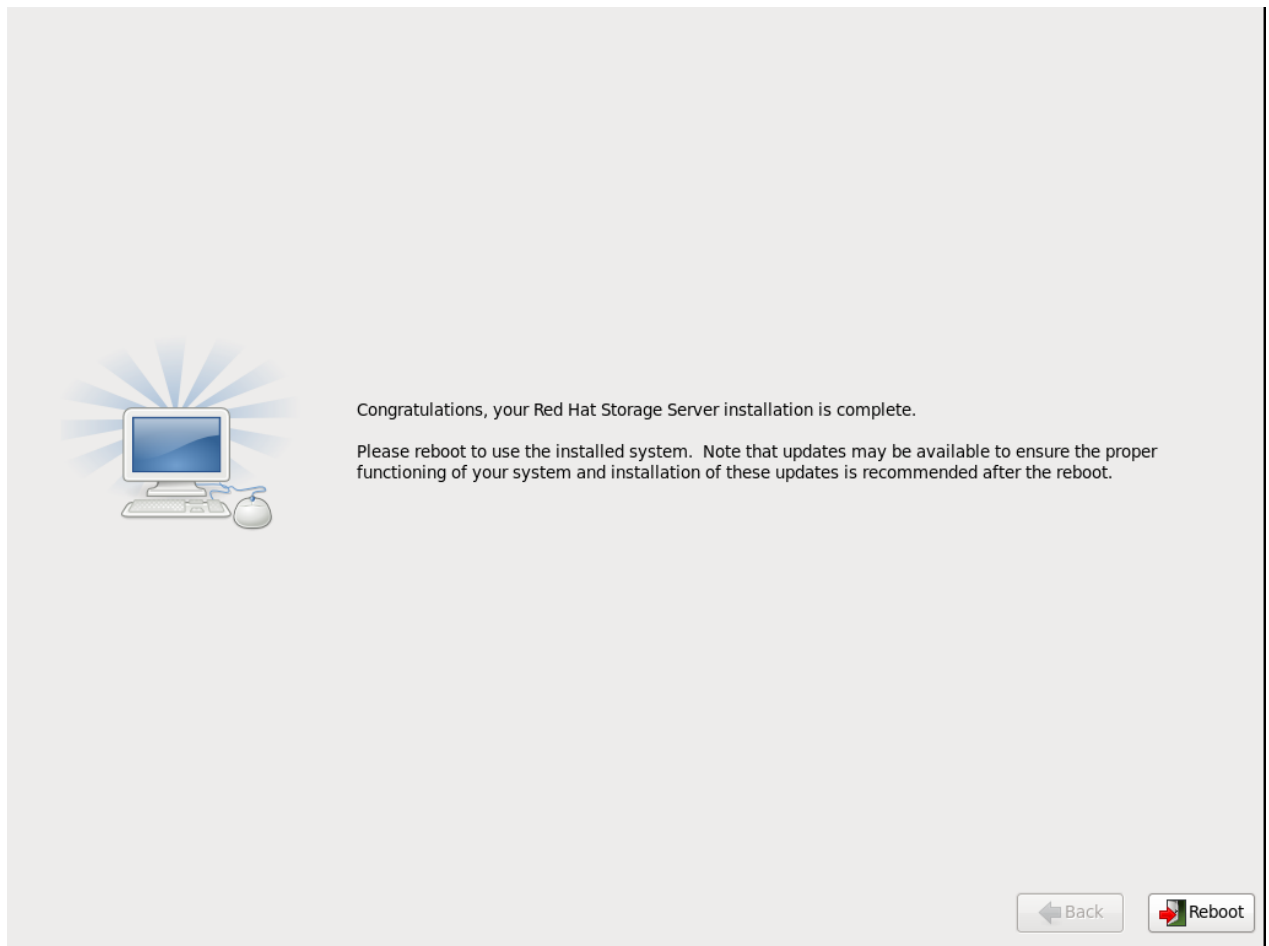 Congratulations, your Red Hat Storage Server installation is complete.
Please reboot to use the installed system.  Note that updates may be available to ensure the proper
functioning of your system and installation of these updates is recommended after the reboot.
Back
Reboot